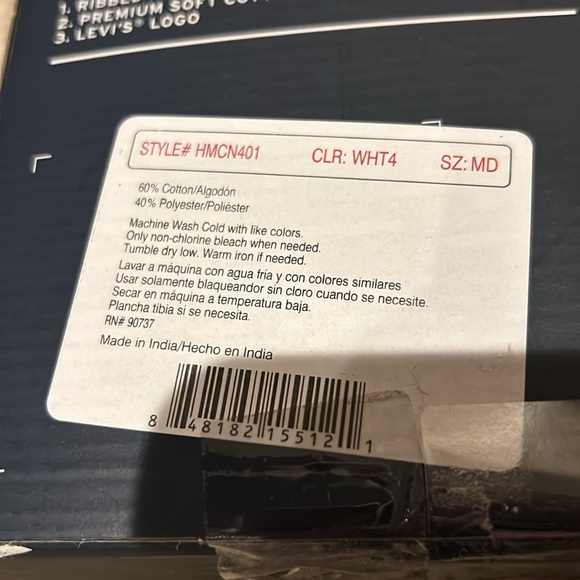 1. RIBBE
2. PREMIUM SOFT
3. LEVI'S® LOGO
STYLE# HMCN401 CLR: WHT4 SZ: MD
60% Cotton/Algodón
40% Polyester/Poliéster
Machine Wash Cold with like colors.
Only non-chlorine bleach when needed.
Tumble dry low. Warm iron if needed.
Lavar a máquina con agua fría y con colores similares
Usar solamente blaqueandor sin cloro cuando se necesite.
Secar en máquina a temperatura baja.
Plancha tibia si se necesita.
RN# 90737
Made in India/Hecho en India
8 48182 15512 1